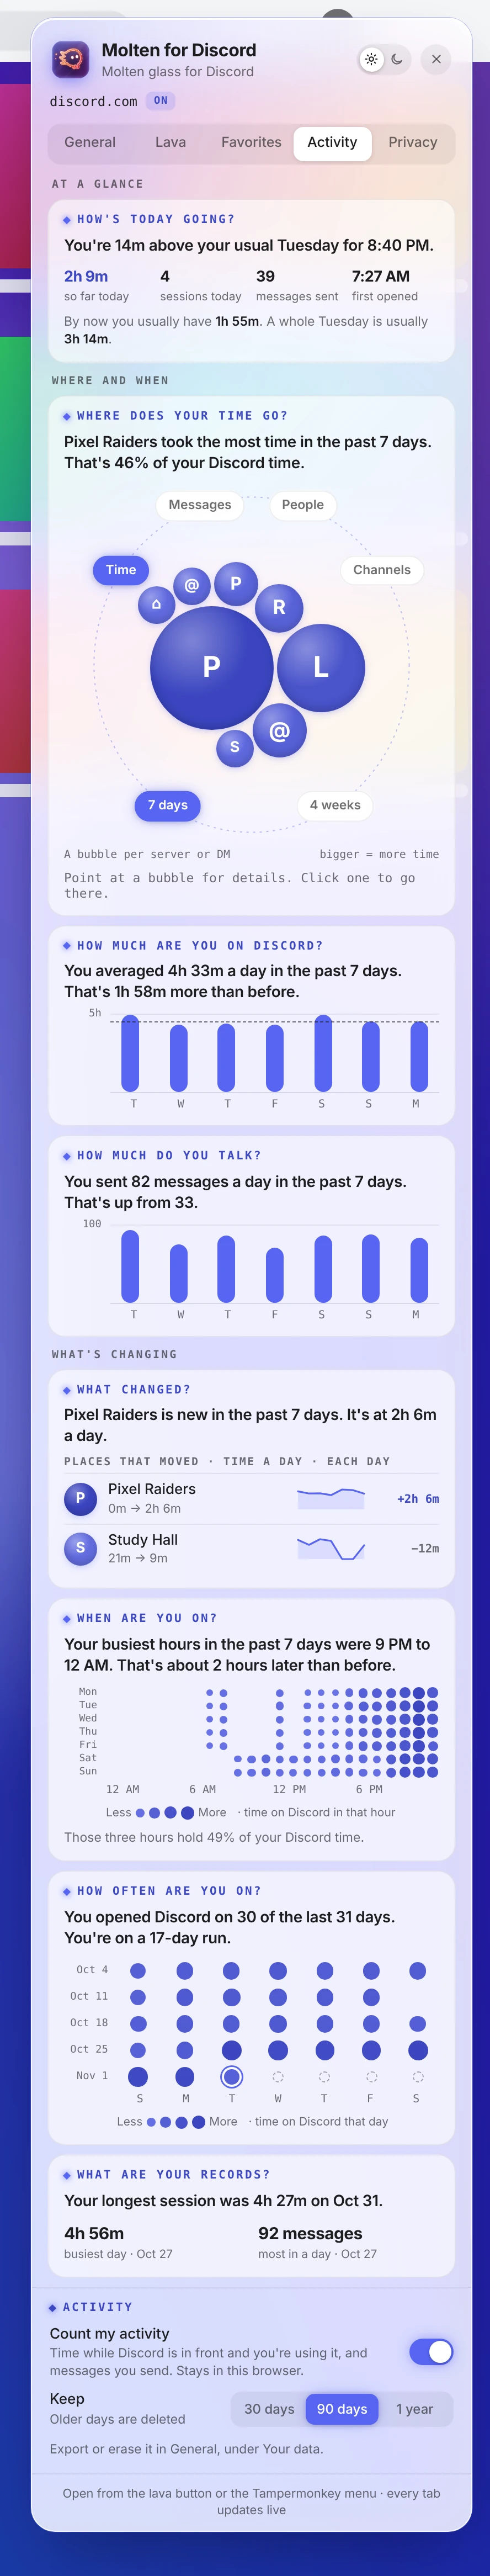 Molten for Discord
Molten glass for Discord
discord.com ON
General Lava Favorites Activity Privacy
AT A GLANCE
HOW'S TODAY GOING?
You're 14m above your usual Tuesday for 8:40 PM.
2h 9m 4 39 7:27 AM
so far today sessions today messages sent first opened
By now you usually have 1h 55m. A whole Tuesday is usually
3h 14m.
WHERE AND WHEN
WHERE DOES YOUR TIME GO?
Pixel Raiders took the most time in the past 7 days.
That's 46% of your Discord time.
Messages People
Time Channels
@ P
R
P L
@
S
7 days 4 weeks
A bubble per server or DM bigger = more time
Point at a bubble for details. Click one to go
there.
HOW MUCH ARE YOU ON DISCORD?
You averaged 4h 33m a day in the past 7 days.
That's 1h 58m more than before.
5h
T W T F S S M
HOW MUCH DO YOU TALK?
You sent 82 messages a day in the past 7 days.
That's up from 33.
100
T W T F S S M
WHAT'S CHANGING
WHAT CHANGED?
Pixel Raiders is new in the past 7 days. It's at 2h 6m
a day.
PLACES THAT MOVED · TIME A DAY · EACH DAY
P Pixel Raiders +2h 6m
0m → 2h 6m
S Study Hall −12m
21m → 9m
WHEN ARE YOU ON?
Your busiest hours in the past 7 days were 9 PM to
12 AM. That's about 2 hours later than before.
Mon
Tue
Wed
Thu
Fri
Sat
Sun
12 AM 6 AM 12 PM 6 PM
Less More · time on Discord in that hour
Those three hours hold 49% of your Discord time.
HOW OFTEN ARE YOU ON?
You opened Discord on 30 of the last 31 days.
You're on a 17-day run.
Oct 4
Oct 11
Oct 18
Oct 25
Nov 1
S M T W T F S
Less More · time on Discord that day
WHAT ARE YOUR RECORDS?
Your longest session was 4h 27m on Oct 31.
4h 56m 92 messages
busiest day · Oct 27 most in a day · Oct 27
ACTIVITY
Count my activity
Time while Discord is in front and you're using it, and
messages you send. Stays in this browser.
Keep 30 days 90 days 1 year
Older days are deleted
Export or erase it in General, under Your data.
Open from the lava button or the Tampermonkey menu · every tab
updates live